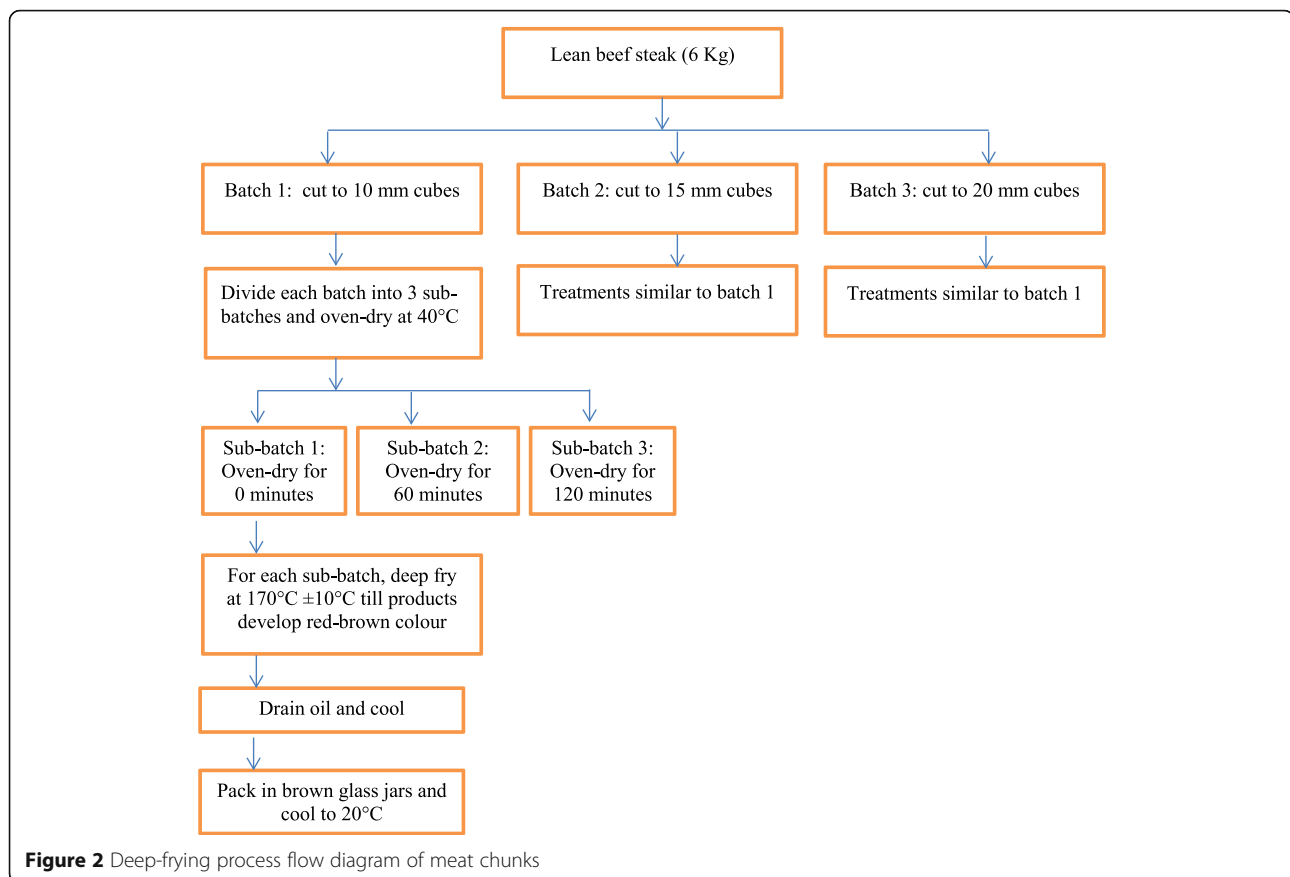 Lean beef steak (6 Kg)
Batch 1:  cut to 10 mm cubes
Batch 2: cut to 15 mm cubes
Batch 3: cut to 20 mm cubes
Divide each batch into 3 sub-
batches and oven-dry at 40°C
Treatments similar to batch 1
Treatments similar to batch 1
Sub-batch 1:
Oven-dry for
0 minutes
Sub-batch 2:
Oven-dry for
60 minutes
Sub-batch 3:
Oven-dry for
120 minutes
For each sub-batch, deep fry
at 170°C ±10°C till products
develop red-brown colour
Drain oil and cool
Pack in brown glass jars and
cool to 20°C
Figure 2 Deep-frying process flow diagram of meat chunks